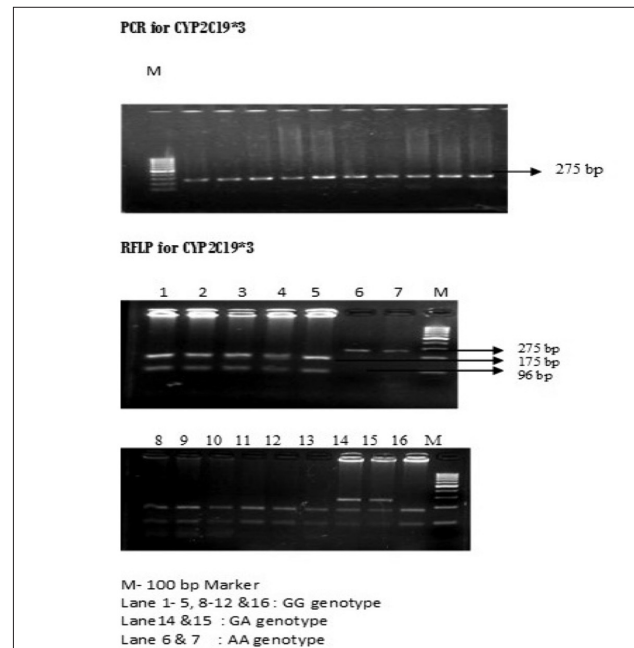 PCR for CYP2C19*3
M
275 bp
RFLP for CYP2C19*3
1 2 3 4 5 6 7 M
275 bp
175 bp
96 bp
8 9 10 11 12 13 14 15 16 M
M- 100 bp Marker
Lane 1- 5, 8-12 &16 : GG genotype
Lane14 &15 : GA genotype
Lane 6 & 7 : AA genotype